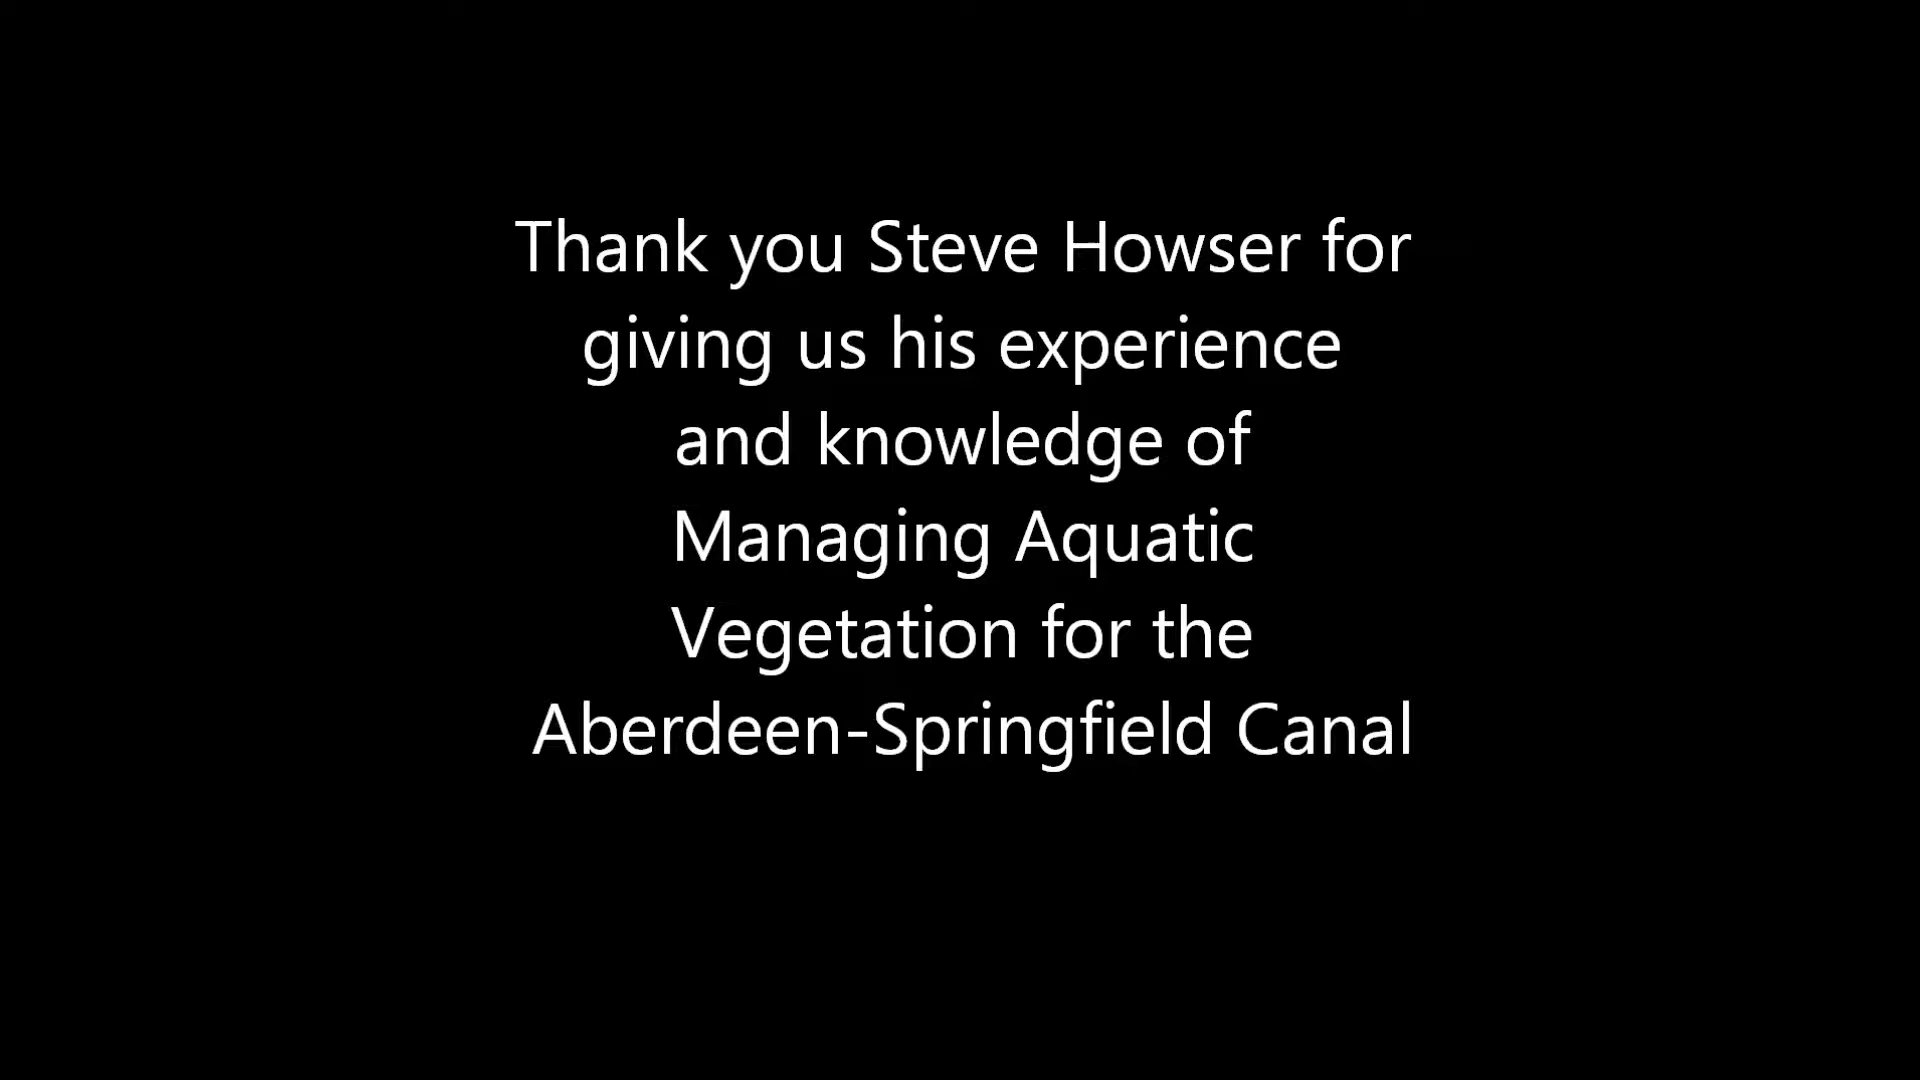 Thank you Steve Howser for
giving us his experience
and knowledge of
Managing Aquatic
Vegetation for the
Aberdeen-Springfield Canal